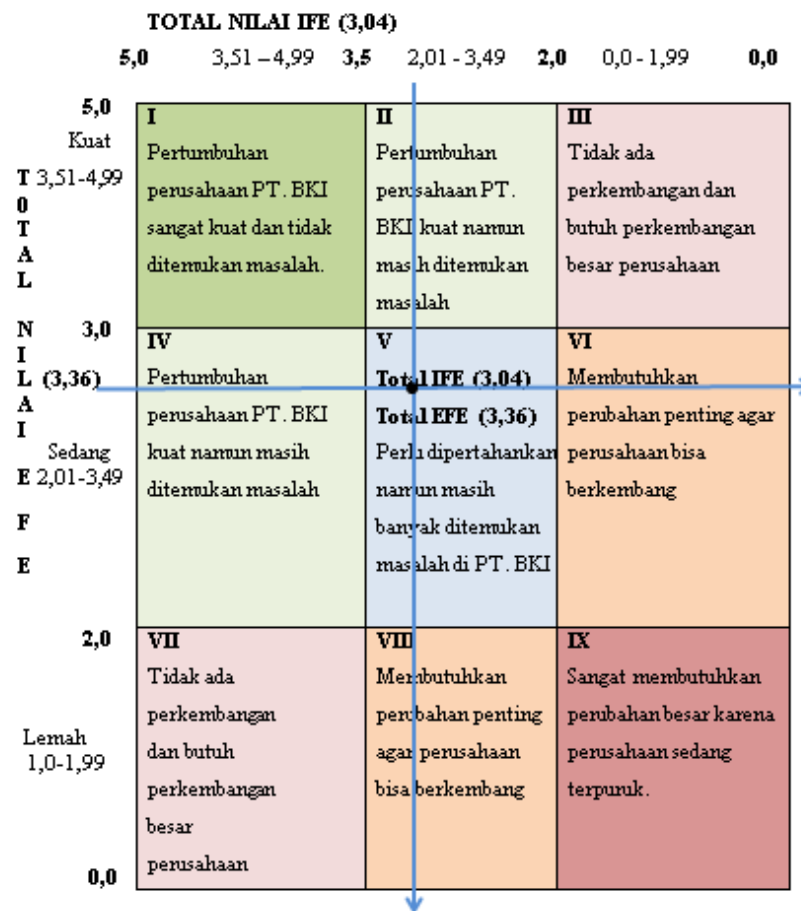 TOTAL NILAI IFE (3,04)
5,0 3,51 – 4,99 3,5 2,01 - 3,49 2,0 0,0 - 1,99 0,0
T0TAL NILAI EFE
5,0
Kuat
3,51-4,99
3,0
(3,36)
Sedang
2,01-3,49
2,0
Lemah
1,0-1,99
0,0
I
Pertumbuhan
perusahaan PT. BKI
sangat kuat dan tidak
ditemukan masalah.
II
Pertumbuhan
perusahaan PT.
BKI kuat namun
masih ditemukan
masalah
III
Tidak ada
perkembangan dan
butuh perkembangan
besar perusahaan
IV
Pertumbuhan
perusahaan PT. BKI
kuat namun masih
ditemukan masalah
V
Total IFE (3,04)
Total EFE (3,36)
Perlu dipertahankan
namun masih
banyak ditemukan
masalah di PT. BKI
VI
Membutuhkan
perubahan penting agar
perusahaan bisa
berkembang
VII
Tidak ada
perkembangan
dan butuh
perkembangan
besar
perusahaan
VIII
Membutuhkan
perubahan penting
agar perusahaan
bisa berkembang
IX
Sangat membutuhkan
perubahan besar karena
perusahaan sedang
terpuruk.